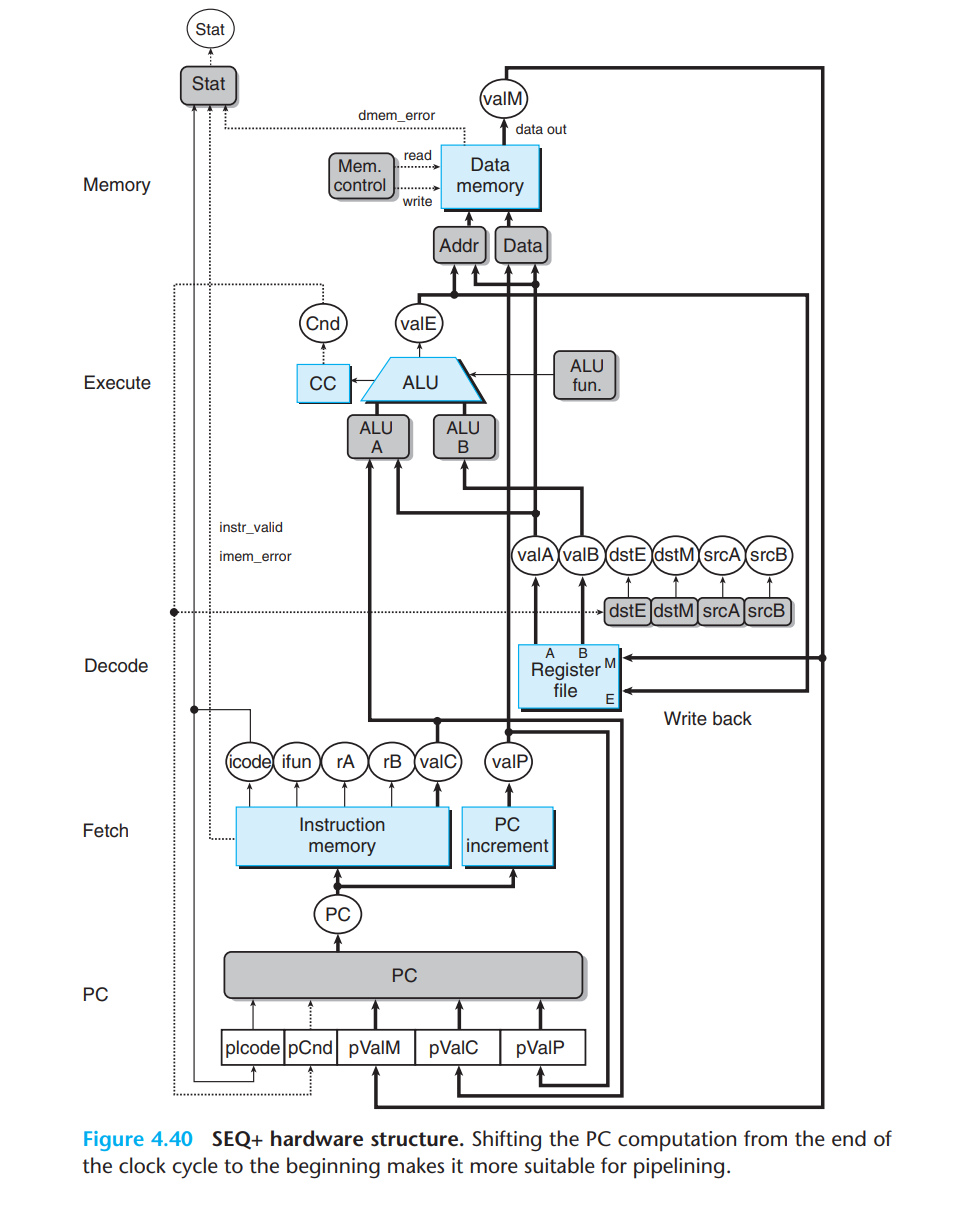 Stat
Stat
valM
dmem_error
data out
Mem.
control
read
write
Data
memory
Memory
Addr
Data
Cnd
valE
Execute
CC
ALU
ALU
fun.
ALU
A
ALU
B
instr_valid
imem_error
valA
valB
dstE
dstM
srcA
srcB
dstE
dstM
srcA
srcB
Decode
A
B
M
Register
file
E
Write back
icode
ifun
rA
rB
valC
valP
Fetch
Instruction
memory
PC
increment
PC
PC
PC
pIcode
pCnd
pValM
pValC
pValP
Figure 4.40 SEQ+ hardware structure. Shifting the PC computation from the end of
the clock cycle to the beginning makes it more suitable for pipelining.